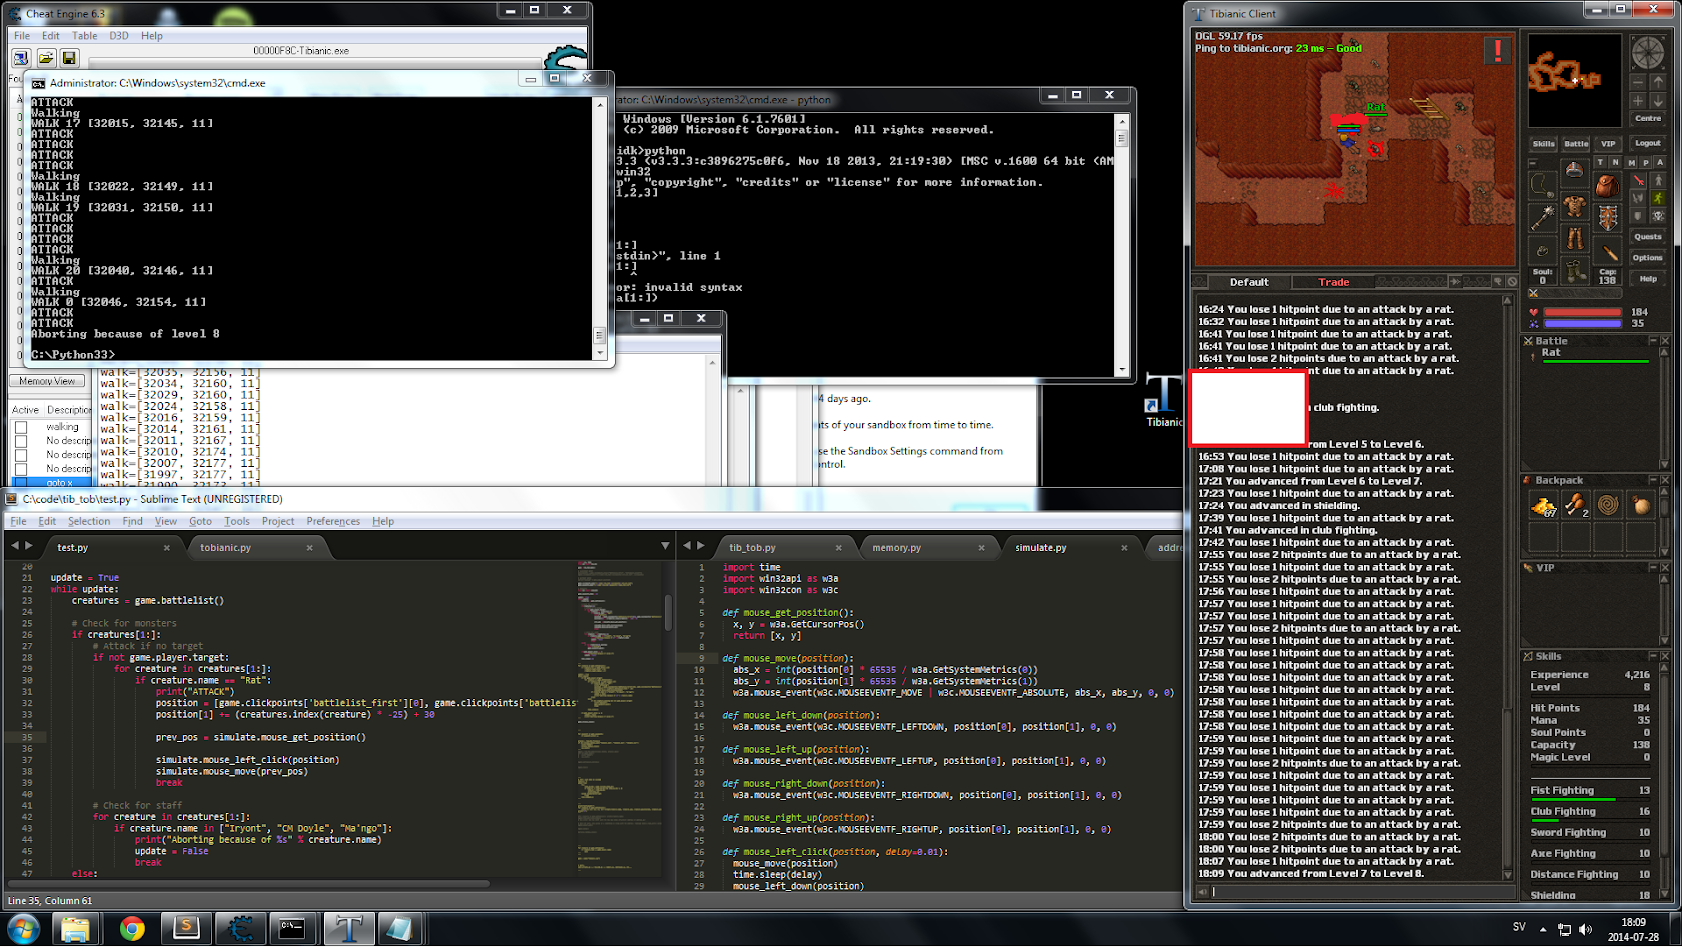 Cheat Engine 6.3
File Edit Table D3D Help
00000F8C-Tibianic.exe
Administrator: C:\Windows\system32\cmd.exe
ATTACK
Walking
WALK 17 [32015, 32145, 11]
ATTACK
ATTACK
ATTACK
ATTACK
Walking
WALK 18 [32022, 32149, 11]
Walking
WALK 19 [32031, 32150, 11]
ATTACK
ATTACK
ATTACK
ATTACK
Walking
WALK 20 [32040, 32146, 11]
ATTACK
Walking
WALK 0 [32046, 32154, 11]
ATTACK
ATTACK
Aborting because of level 8
C:\Python33>
rator: C:\Windows\system32\cmd.exe - python
Windows [Version 6.1.7601]
(c) 2009 Microsoft Corporation. All rights reserved.
idk>python
3.3 (v3.3.3:c3896275c0f6, Nov 18 2013, 21:19:30) [MSC v.1600 64 bit (AM
win32
p", "copyright", "credits" or "license" for more information.
1,2,3]
1:]
stdin>", line 1
1:]
^
or: invalid syntax
a[1:]>
Memory View
Active Description
walking
No descrip
No descrip
No descrip
goto x
walk=[32035, 32156, 11]
walk=[32034, 32160, 11]
walk=[32029, 32160, 11]
walk=[32024, 32158, 11]
walk=[32016, 32159, 11]
walk=[32014, 32161, 11]
walk=[32011, 32167, 11]
walk=[32010, 32174, 11]
walk=[32007, 32177, 11]
walk=[31997, 32177, 11]
4 days ago.
nts of your sandbox from time to time.
se the Sandbox Settings command from
ontrol.
Tibianic
C:\code\tib_tob\test.py - Sublime Text (UNREGISTERED)
File Edit Selection Find View Goto Tools Project Preferences Help
test.py × tobianic.py ×
20
21 update = True
22 while update:
23 creatures = game.battlelist()
24
25 # Check for monsters
26 if creatures[1:]:
27 # Attack if no target
28 if not game.player.target:
29 for creature in creatures[1:]:
30 if creature.name == "Rat":
31 print("ATTACK")
32 position = [game.clickpoints['battlelist_first'][0], game.clickpoints['battlelis
33 position[1] += (creatures.index(creature) * -25) + 30
34
35 prev_pos = simulate.mouse_get_position()
36
37 simulate.mouse_left_click(position)
38 simulate.mouse_move(prev_pos)
39 break
40
41 # Check for staff
42 for creature in creatures[1:]:
43 if creature.name in ["Iryont", "CM Doyle", "Ma'ngo"]:
44 print("Aborting because of %s" % creature.name)
45 update = False
46 break
47 else:
tib_tob.py × memory.py × simulate.py × addre
1 import time
2 import win32api as w3a
3 import win32con as w3c
4
5 def mouse_get_position():
6 x, y = w3a.GetCursorPos()
7 return [x, y]
8
9 def mouse_move(position):
10 abs_x = int(position[0] * 65535 / w3a.GetSystemMetrics(0))
11 abs_y = int(position[1] * 65535 / w3a.GetSystemMetrics(1))
12 w3a.mouse_event(w3c.MOUSEEVENTF_MOVE | w3c.MOUSEEVENTF_ABSOLUTE, abs_x, abs_y, 0, 0)
13
14 def mouse_left_down(position):
15 w3a.mouse_event(w3c.MOUSEEVENTF_LEFTDOWN, position[0], position[1], 0, 0)
16
17 def mouse_left_up(position):
18 w3a.mouse_event(w3c.MOUSEEVENTF_LEFTUP, position[0], position[1], 0, 0)
19
20 def mouse_right_down(position):
21 w3a.mouse_event(w3c.MOUSEEVENTF_RIGHTDOWN, position[0], position[1], 0, 0)
22
23 def mouse_right_up(position):
24 w3a.mouse_event(w3c.MOUSEEVENTF_RIGHTUP, position[0], position[1], 0, 0)
25
26 def mouse_left_click(position, delay=0.01):
27 mouse_move(position)
28 time.sleep(delay)
29 mouse_left_down(position)
Line 35, Column 61
Tibianic Client
OGL 59.17 fps
Ping to tibianic.org: 23 ms - Good
Rat
Centre
Skills Battle VIP Logout
T N M P A
Quests
Options
Help
Soul:
0
Cap:
138
184
35
Default Trade
16:24 You lose 1 hitpoint due to an attack by a rat.
16:32 You lose 1 hitpoint due to an attack by a rat.
16:41 You lose 1 hitpoint due to an attack by a rat.
16:41 You lose 1 hitpoint due to an attack by a rat.
16:41 You lose 2 hitpoints due to an attack by a rat.
You lose 1 hitpoint due to an attack by a rat.
club fighting.
from Level 5 to Level 6.
16:53 You lose 1 hitpoint due to an attack by a rat.
17:08 You lose 1 hitpoint due to an attack by a rat.
17:21 You advanced from Level 6 to Level 7.
17:23 You lose 1 hitpoint due to an attack by a rat.
17:24 You advanced in shielding.
17:39 You lose 1 hitpoint due to an attack by a rat.
17:41 You advanced in club fighting.
17:42 You lose 1 hitpoint due to an attack by a rat.
17:55 You lose 2 hitpoints due to an attack by a rat.
17:55 You lose 1 hitpoint due to an attack by a rat.
17:55 You lose 2 hitpoints due to an attack by a rat.
17:56 You lose 1 hitpoint due to an attack by a rat.
17:57 You lose 1 hitpoint due to an attack by a rat.
17:57 You lose 1 hitpoint due to an attack by a rat.
17:57 You lose 2 hitpoints due to an attack by a rat.
17:57 You lose 1 hitpoint due to an attack by a rat.
17:58 You lose 1 hitpoint due to an attack by a rat.
17:58 You lose 1 hitpoint due to an attack by a rat.
17:58 You lose 1 hitpoint due to an attack by a rat.
17:58 You lose 1 hitpoint due to an attack by a rat.
17:58 You lose 1 hitpoint due to an attack by a rat.
17:58 You lose 2 hitpoints due to an attack by a rat.
17:58 You lose 1 hitpoint due to an attack by a rat.
17:58 You lose 2 hitpoints due to an attack by a rat.
17:59 You lose 1 hitpoint due to an attack by a rat.
17:59 You lose 2 hitpoints due to an attack by a rat.
17:59 You lose 1 hitpoint due to an attack by a rat.
17:59 You lose 1 hitpoint due to an attack by a rat.
17:59 You lose 1 hitpoint due to an attack by a rat.
17:59 You lose 1 hitpoint due to an attack by a rat.
17:59 You lose 2 hitpoints due to an attack by a rat.
18:00 You lose 2 hitpoints due to an attack by a rat.
18:00 You lose 2 hitpoints due to an attack by a rat.
18:07 You lose 1 hitpoint due to an attack by a rat.
18:09 You advanced from Level 7 to Level 8.
Battle
Rat
Backpack
67 2
VIP
Skills
Experience 4,216
Level 8
Hit Points 184
Mana 35
Soul Points 0
Capacity 138
Magic Level 0
Fist Fighting 13
Club Fighting 16
Sword Fighting 10
Axe Fighting 10
Distance Fighting 10
Shielding 18
SV
18:09
2014-07-28